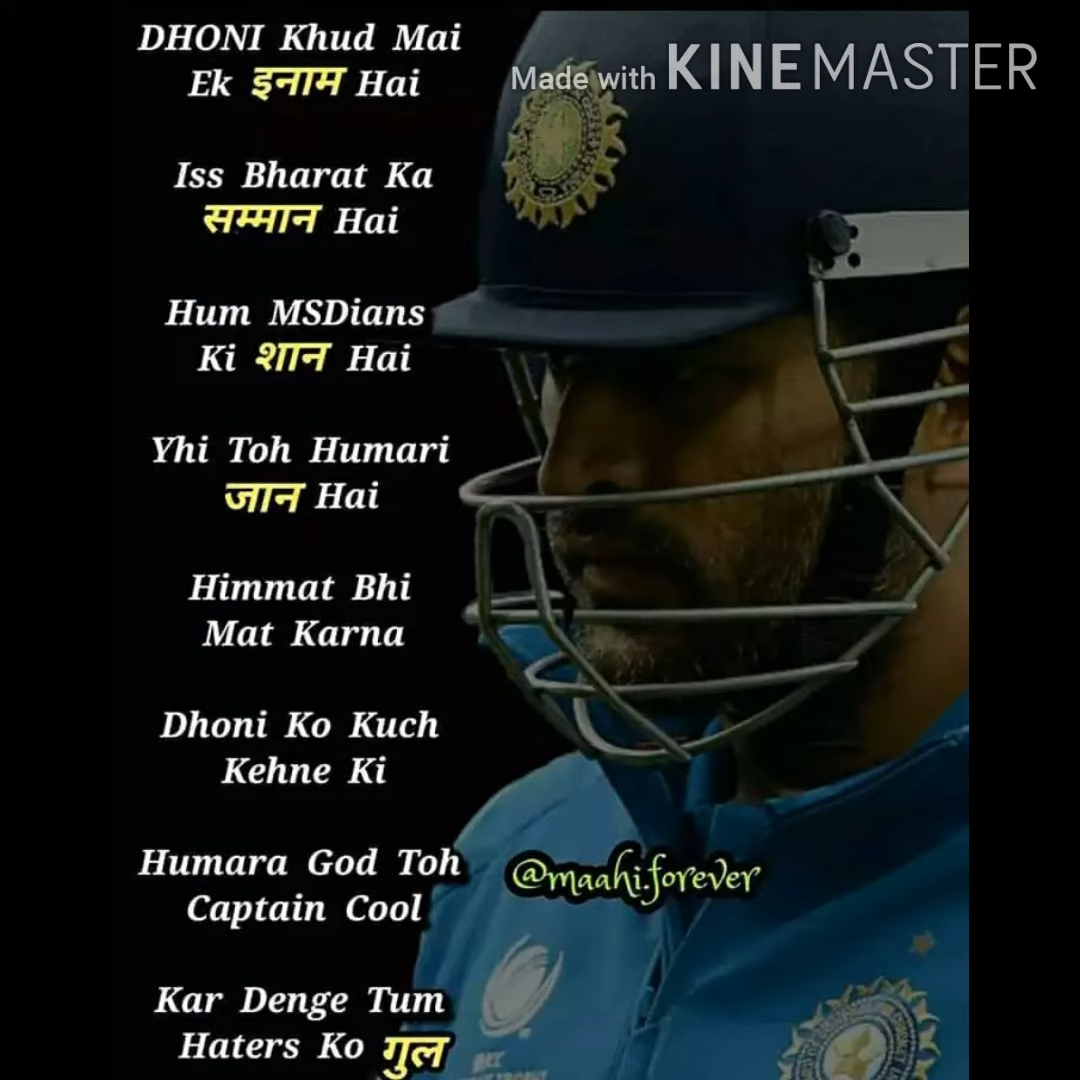 DHONI Khud Mai
Ek इनाम Hai
Made with KINEMASTER
Iss Bharat Ka
सम्मान Hai
Hum MSDians
Ki शान Hai
Yhi Toh Humari
जान Hai
Himmat Bhi
Mat Karna
Dhoni Ko Kuch
Kehne Ki
Humara God Toh
Captain Cool
@maahi.forever
Kar Denge Tum
Haters Ko गुल